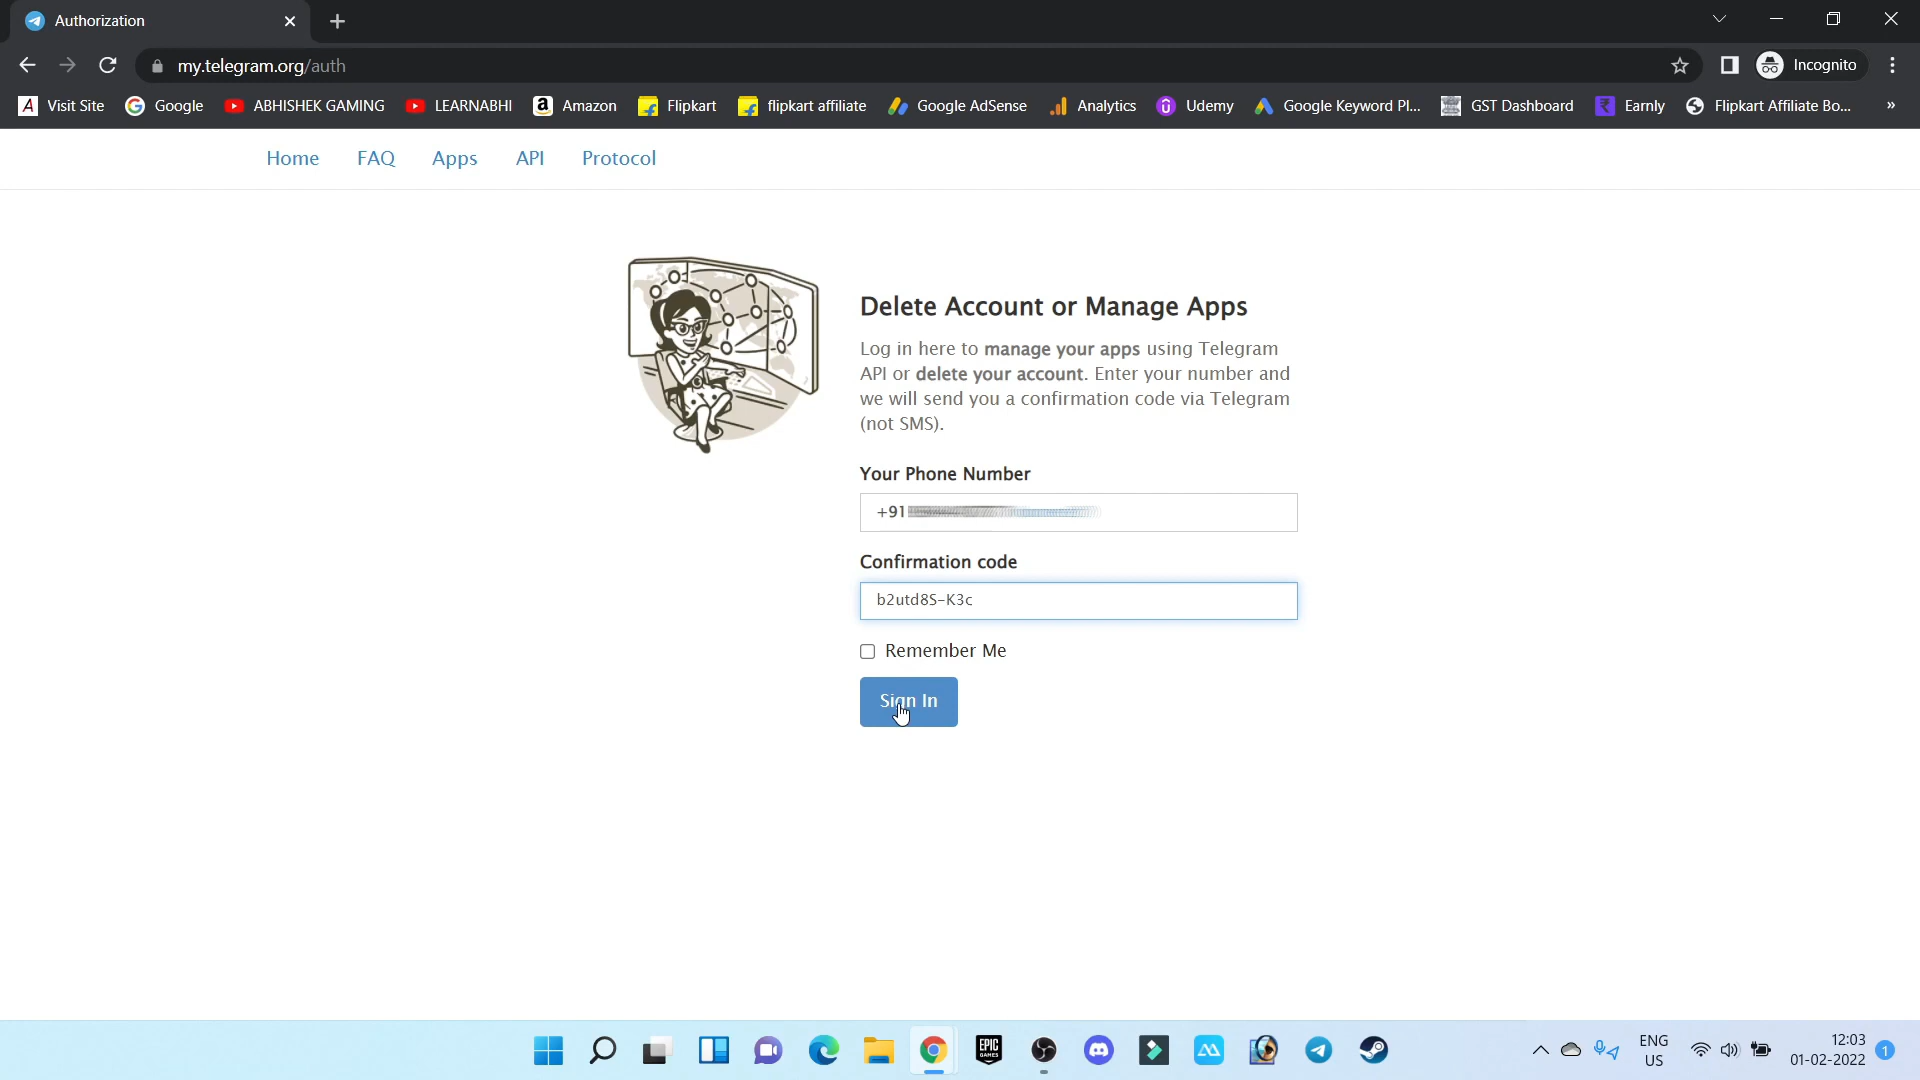 Authorization
my.telegram.org/auth
Incognito
Visit Site Google ABHISHEK GAMING LEARNABHI Amazon Flipkart flipkart affiliate Google AdSense Analytics Udemy Google Keyword Pl... GST Dashboard Earnly Flipkart Affiliate Bo... »
Home FAQ Apps API Protocol
Delete Account or Manage Apps
Log in here to manage your apps using Telegram
API or delete your account. Enter your number and
we will send you a confirmation code via Telegram
(not SMS).
Your Phone Number
+91
Confirmation code
b2utd8S-K3c
Remember Me
Sign In
EPIC
GAMES
ENG
US
12:03
01-02-2022
1